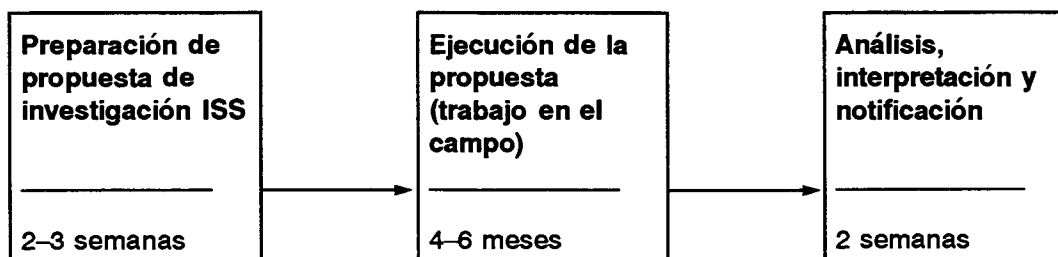 Preparación de
propuesta de
investigación ISS
2–3 semanas
Ejecución de la
propuesta
(trabajo en el
campo)
4–6 meses
Análisis,
interpretación y
notificación
2 semanas